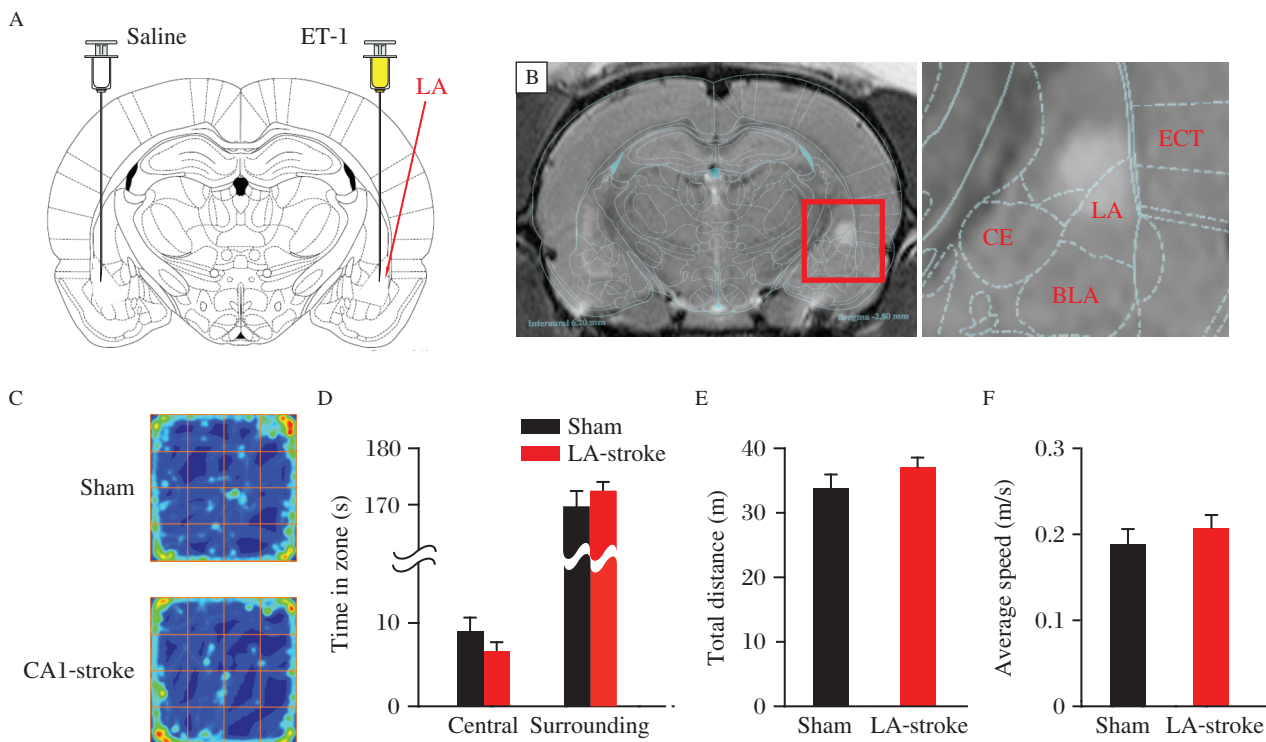 A
Saline
ET-1
LA
B
ECT
LA
CE
BLA
Interaural 6.20 mm
Bregma -2.80 mm
C
Sham
CA1-stroke
D
Sham
LA-stroke
Time in zone (s)
180
170
10
0
Central
Surrounding
E
Total distance (m)
40
30
20
10
0
Sham
LA-stroke
F
Average speed (m/s)
0.3
0.2
0.1
0
Sham
LA-stroke